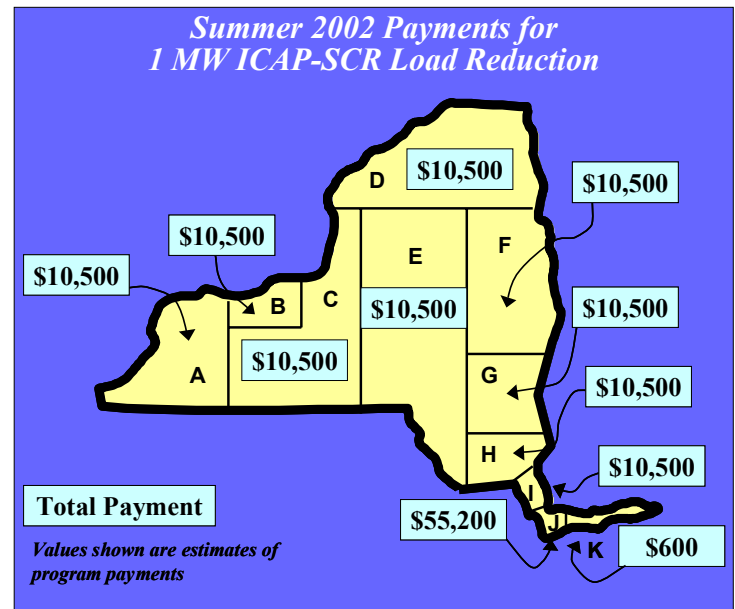 Summer 2002 Payments for
1 MW ICAP-SCR Load Reduction
D
$10,500
$10,500
$10,500
E
F
$10,500
B
C
$10,500
$10,500
A
$10,500
G
$10,500
H
$10,500
I
Total Payment
$55,200
J
K
$600
Values shown are estimates of
program payments